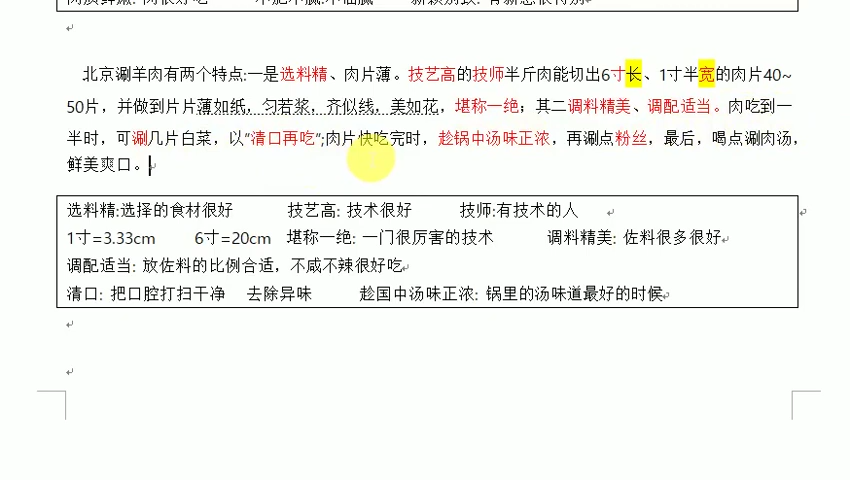 北京涮羊肉有两个特点:一是选料精、肉片薄。技艺高的技师半斤肉能切出6寸长、1寸半宽的肉片40~
50片，并做到片片薄如纸，匀若浆，齐似线，美如花，堪称一绝；其二调料精美、调配适当。肉吃到一
半时，可涮几片白菜，以"清口再吃";肉片快吃完时，趁锅中汤味正浓，再涮点粉丝，最后，喝点涮肉汤，
鲜美爽口。
选料精:选择的食材很好 技艺高: 技术很好 技师:有技术的人
1寸=3.33cm 6寸=20cm 堪称一绝: 一门很厉害的技术 调料精美: 佐料很多很好
调配适当: 放佐料的比例合适，不咸不辣很好吃
清口: 把口腔打扫干净 去除异味 趁国中汤味正浓: 锅里的汤味道最好的时候